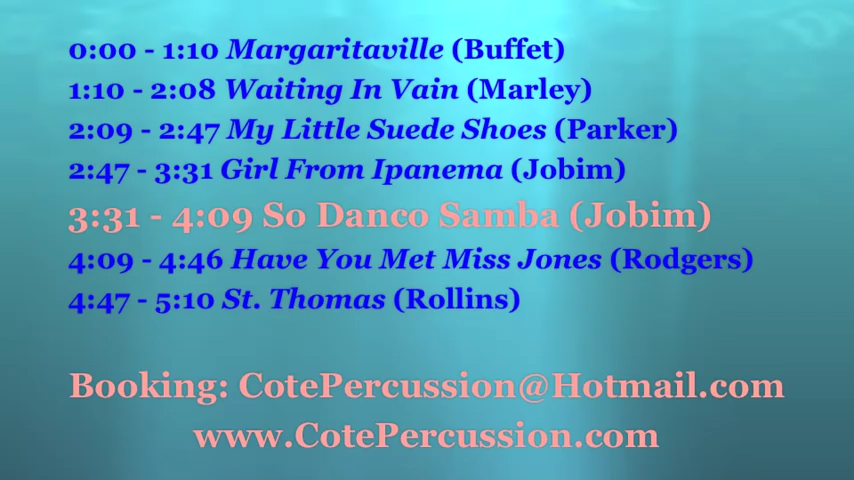 0:00 - 1:10 Margaritaville (Buffet)
1:10 - 2:08 Waiting In Vain (Marley)
2:09 - 2:47 My Little Suede Shoes (Parker)
2:47 - 3:31 Girl From Ipanema (Jobim)
3:31 - 4:09 So Danco Samba (Jobim)
4:09 - 4:46 Have You Met Miss Jones (Rodgers)
4:47 - 5:10 St. Thomas (Rollins)
Booking: CotePercussion@Hotmail.com
www.CotePercussion.com